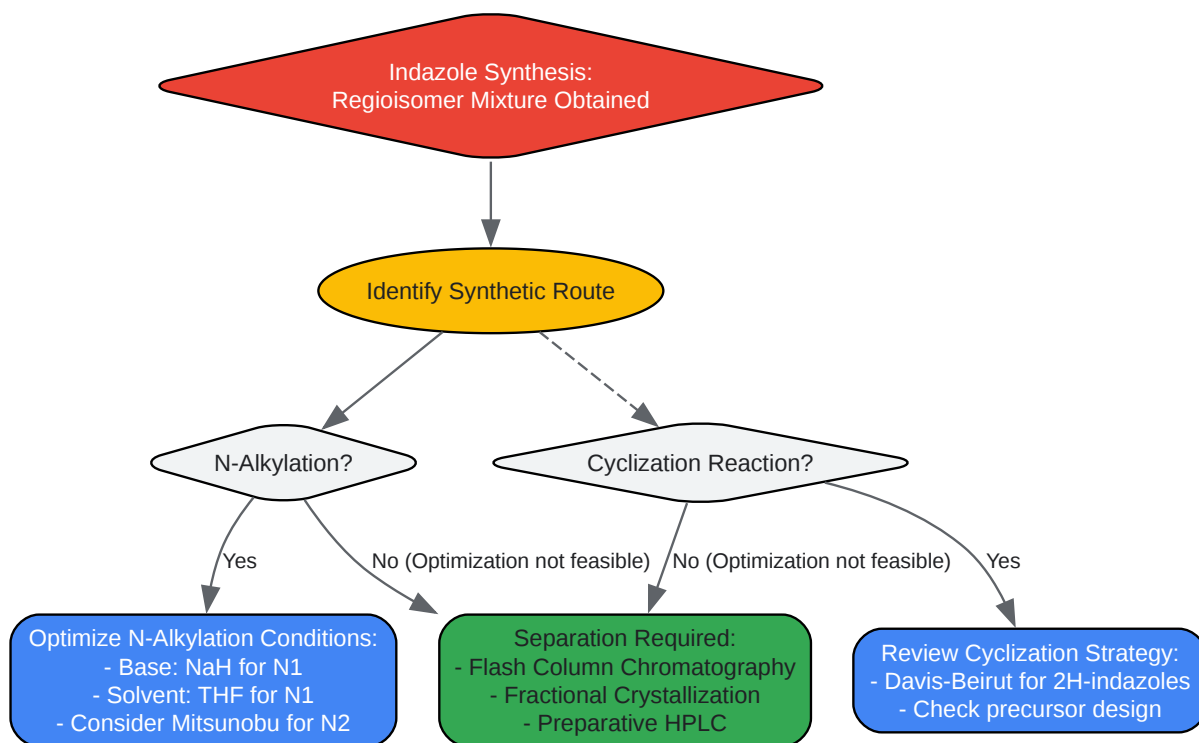 Indazole Synthesis:
Regioisomer Mixture Obtained
Identify Synthetic Route
N-Alkylation?
Cyclization Reaction?
Yes
No (Optimization not feasible)
No (Optimization not feasible)
Yes
Optimize N-Alkylation Conditions:
- Base: NaH for N1
- Solvent: THF for N1
- Consider Mitsunobu for N2
Separation Required:
- Flash Column Chromatography
- Fractional Crystallization
- Preparative HPLC
Review Cyclization Strategy:
- Davis-Beirut for 2H-indazoles
- Check precursor design